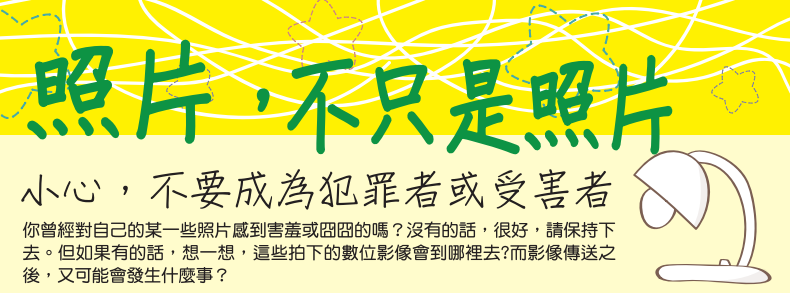 照片，不只是照片
小心，不要成為犯罪者或受害者
你曾經對自己的某一些照片感到害羞或囧囧的嗎？沒有的話，很好，請保持下
去。但如果有的話，想一想，這些拍下的數位影像會到哪裡去?而影像傳送之
後，又可能會發生什麼事？